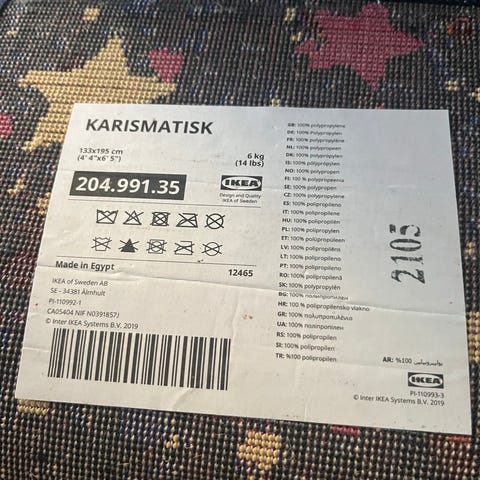 KARISMATISK
133x195 cm
(4' 4"x6' 5")
6 kg
(14 lbs)
204.991.35
IKEA
Design and Quality
IKEA of Sweden
Made in Egypt
12465
IKEA of Sweden AB
SE - 34381 Älmhult
PI-110992-1
CA05404 NIF N0391857J
© Inter IKEA Systems B.V. 2019
GB: 100% polypropylene
DE: 100% Polypropylen
FR: 100% polypropylène
NL: 100% polypropeen
DK: 100% polypropylen
IS: 100% pólýprópýlen
NO: 100% polypropen
FI: 100 % polypropeenia
SE: 100% polypropen
CZ: 100% polypropylen
ES: 100% polipropileno
IT: 100% polipropilene
HU: 100% polipropilén
PL: 100% polipropylen
ET: 100% polüpropüleen
LV: 100% polipropilēns
LT: 100% polipropilenas
PT: 100% polipropileno
RO: 100% polipropilenă
SK: 100% polypropylén
BG: 100% полипропилен
HR: 100 % polipropilensko vlakno
GR: 100% πολυπροπυλένιο
UA: 100% поліпропілен
RS: 100% polipropilen
SI: 100% polipropilen
TR: %100 polipropilen
2105
AR: %100 بوليبروبيلين
IKEA
PI-110993-3
© Inter IKEA Systems B.V. 2019